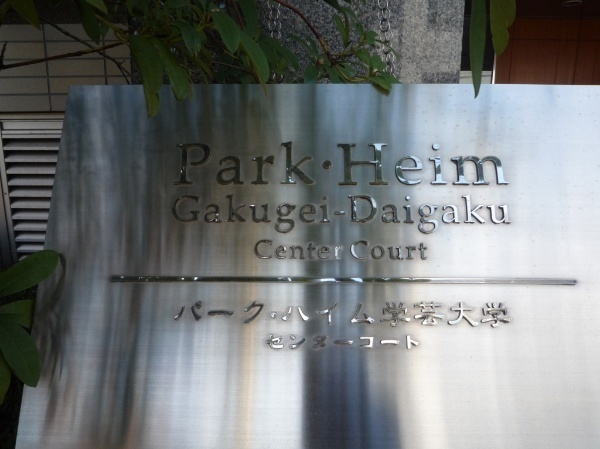 Park・Heim
Gakugei-Daigaku
Center Court
パーク・ハイム学芸大学
センターコート